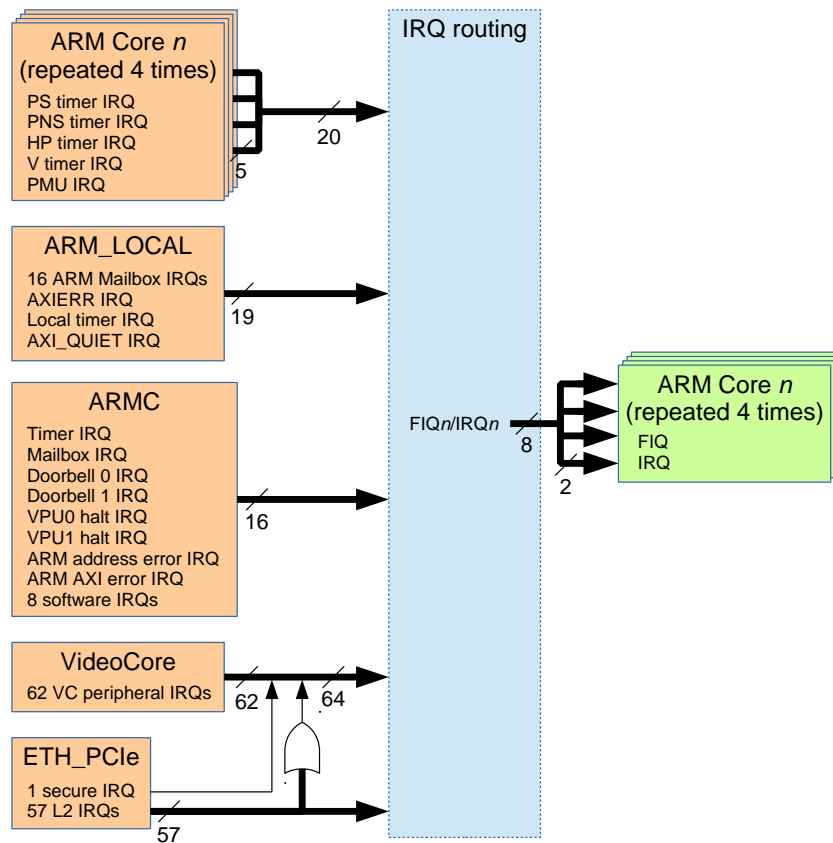 ARM Core n
(repeated 4 times)
PS timer IRQ
PNS timer IRQ
HP timer IRQ
V timer IRQ
PMU IRQ
5
20
IRQ routing
ARM_LOCAL
16 ARM Mailbox IRQs
AXIERR IRQ
Local timer IRQ
AXI_QUIET IRQ
19
ARMC
Timer IRQ
Mailbox IRQ
Doorbell 0 IRQ
Doorbell 1 IRQ
VPU0 halt IRQ
VPU1 halt IRQ
ARM address error IRQ
ARM AXI error IRQ
8 software IRQs
16
FIQn/IRQn
8
2
ARM Core n
(repeated 4 times)
FIQ
IRQ
VideoCore
62 VC peripheral IRQs
62
64
ETH_PCIe
1 secure IRQ
57 L2 IRQs
57